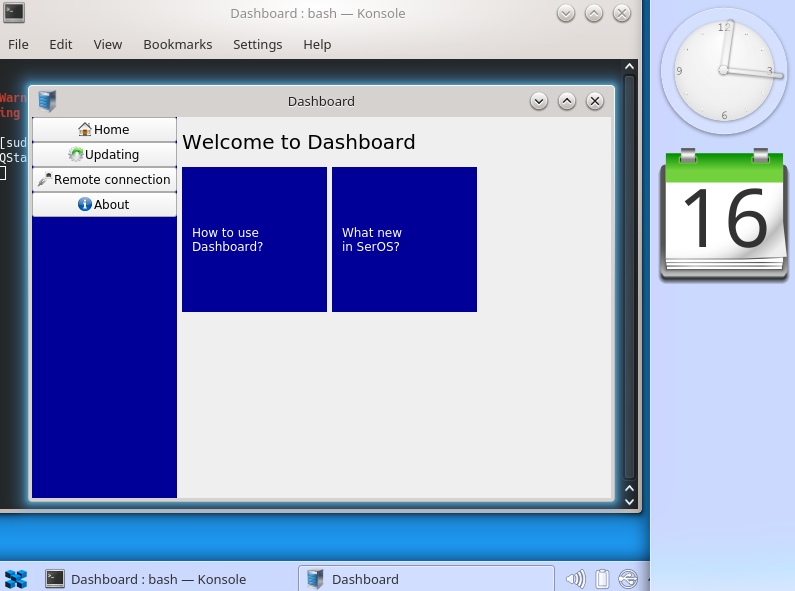 Dashboard : bash — Konsole
File Edit View Bookmarks Settings Help
Warn
ing
[sud
QSta
Dashboard
Home
Updating
Remote connection
About
Welcome to Dashboard
How to use
Dashboard?
What new
in SerOS?
12
3
6
9
16
Dashboard : bash — Konsole
Dashboard